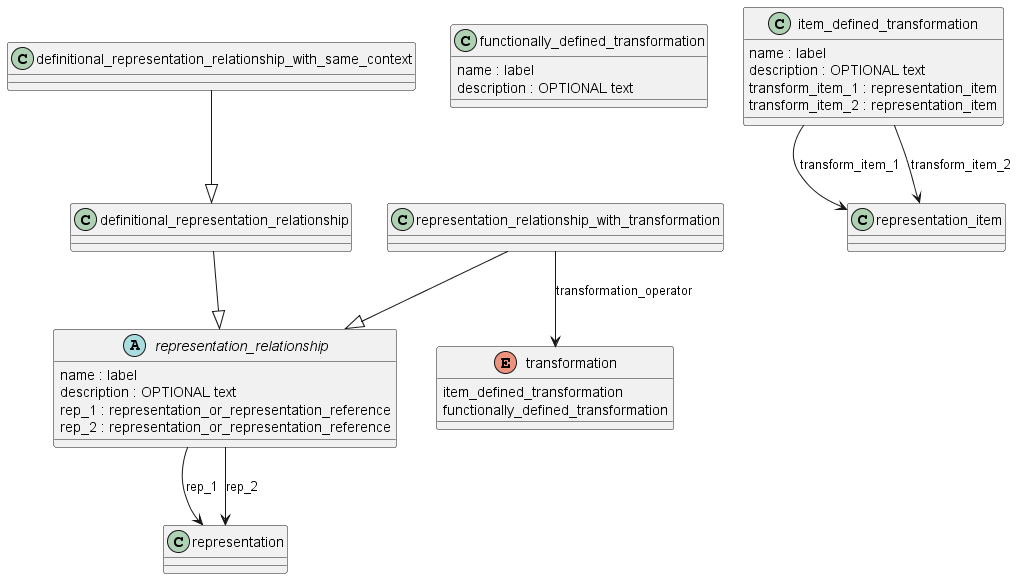 C item_defined_transformation
name : label
description : OPTIONAL text
transform_item_1 : representation_item
transform_item_2 : representation_item
C functionally_defined_transformation
name : label
description : OPTIONAL text
C definitional_representation_relationship_with_same_context
transform_item_1
transform_item_2
C definitional_representation_relationship
C representation_relationship_with_transformation
C representation_item
transformation_operator
A representation_relationship
name : label
description : OPTIONAL text
rep_1 : representation_or_representation_reference
rep_2 : representation_or_representation_reference
E transformation
item_defined_transformation
functionally_defined_transformation
rep_1
rep_2
C representation